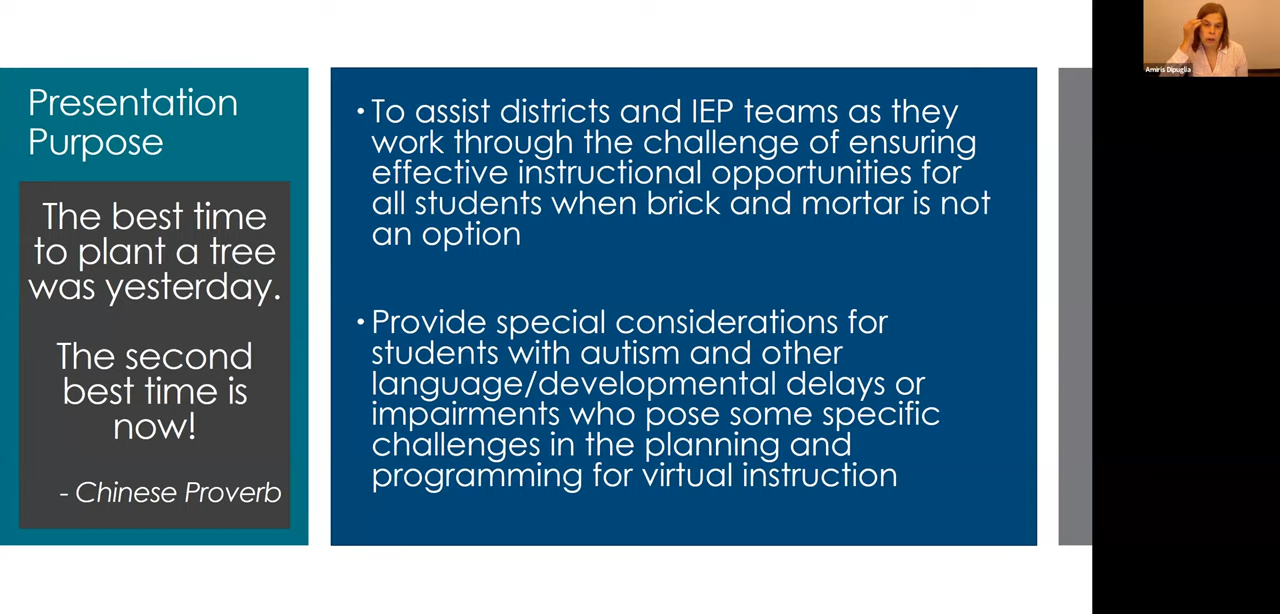 Presentation
Purpose
The best time
to plant a tree
was yesterday.
The second
best time is
now!
- Chinese Proverb
• To assist districts and IEP teams as they
work through the challenge of ensuring
effective instructional opportunities for
all students when brick and mortar is not
an option
• Provide special considerations for
students with autism and other
language/developmental delays or
impairments who pose some specific
challenges in the planning and
programming for virtual instruction
Amiris Dipuglia